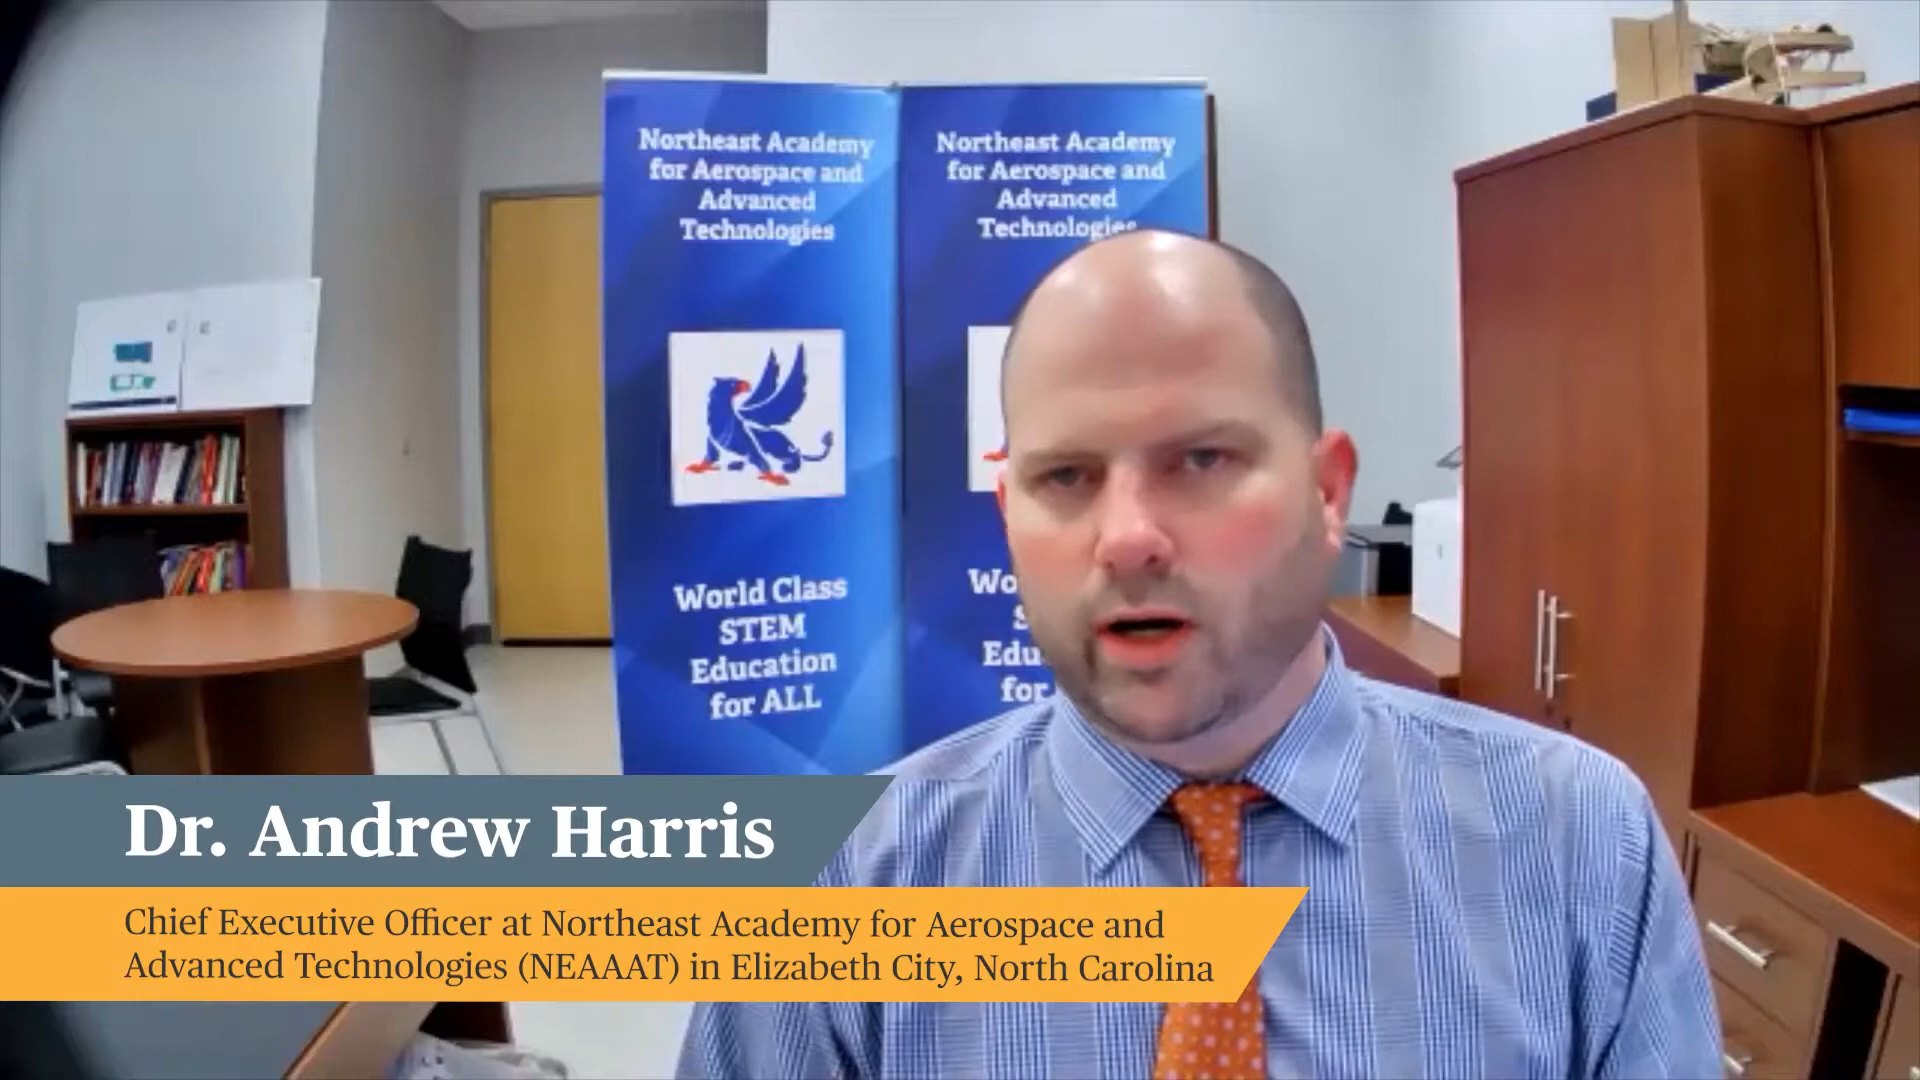 Northeast Academy
for Aerospace and
Advanced
Technologies
World Class
STEM
Education
for ALL
Northeast Academy
for Aerospace and
Advanced
Technologies
Wo
S
Edu
for
Dr. Andrew Harris
Chief Executive Officer at Northeast Academy for Aerospace and
Advanced Technologies (NEAAAT) in Elizabeth City, North Carolina